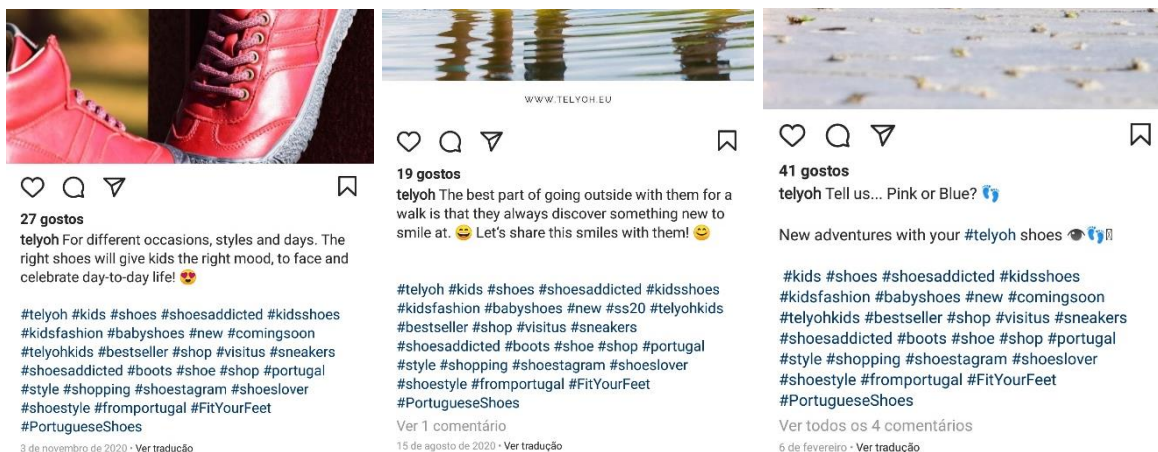 27 gostos
telyoh For different occasions, styles and days. The
right shoes will give kids the right mood, to face and
celebrate day-to-day life! 😍
#telyoh #kids #shoes #shoesaddicted #kidsshoes
#kidsfashion #babyshoes #new #comingsoon
#telyohkids #bestseller #shop #visitus #sneakers
#shoesaddicted #boots #shoe #shop #portugal
#style #shopping #shoestagram #shoeslover
#shoestyle #fromportugal #FitYourFeet
#PortugueseShoes
3 de novembro de 2020 • Ver tradução
WWW.TELYOH.EU
19 gostos
telyoh The best part of going outside with them for a
walk is that they always discover something new to
smile at. 😄 Let's share this smiles with them! 😊
#telyoh #kids #shoes #shoesaddicted #kidsshoes
#kidsfashion #babyshoes #new #ss20 #telyohkids
#bestseller #shop #visitus #sneakers
#shoesaddicted #boots #shoe #shop #portugal
#style #shopping #shoestagram #shoeslover
#shoestyle #fromportugal #FitYourFeet
#PortugueseShoes
Ver 1 comentário
15 de agosto de 2020 • Ver tradução
41 gostos
telyoh Tell us... Pink or Blue? 👣
New adventures with your #telyoh shoes 👁👣
#kids #shoes #shoesaddicted #kidsshoes
#kidsfashion #babyshoes #new #comingsoon
#telyohkids #bestseller #shop #visitus #sneakers
#shoesaddicted #boots #shoe #shop #portugal
#style #shopping #shoestagram #shoeslover
#shoestyle #fromportugal #FitYourFeet
#PortugueseShoes
Ver todos os 4 comentários
6 de fevereiro • Ver tradução